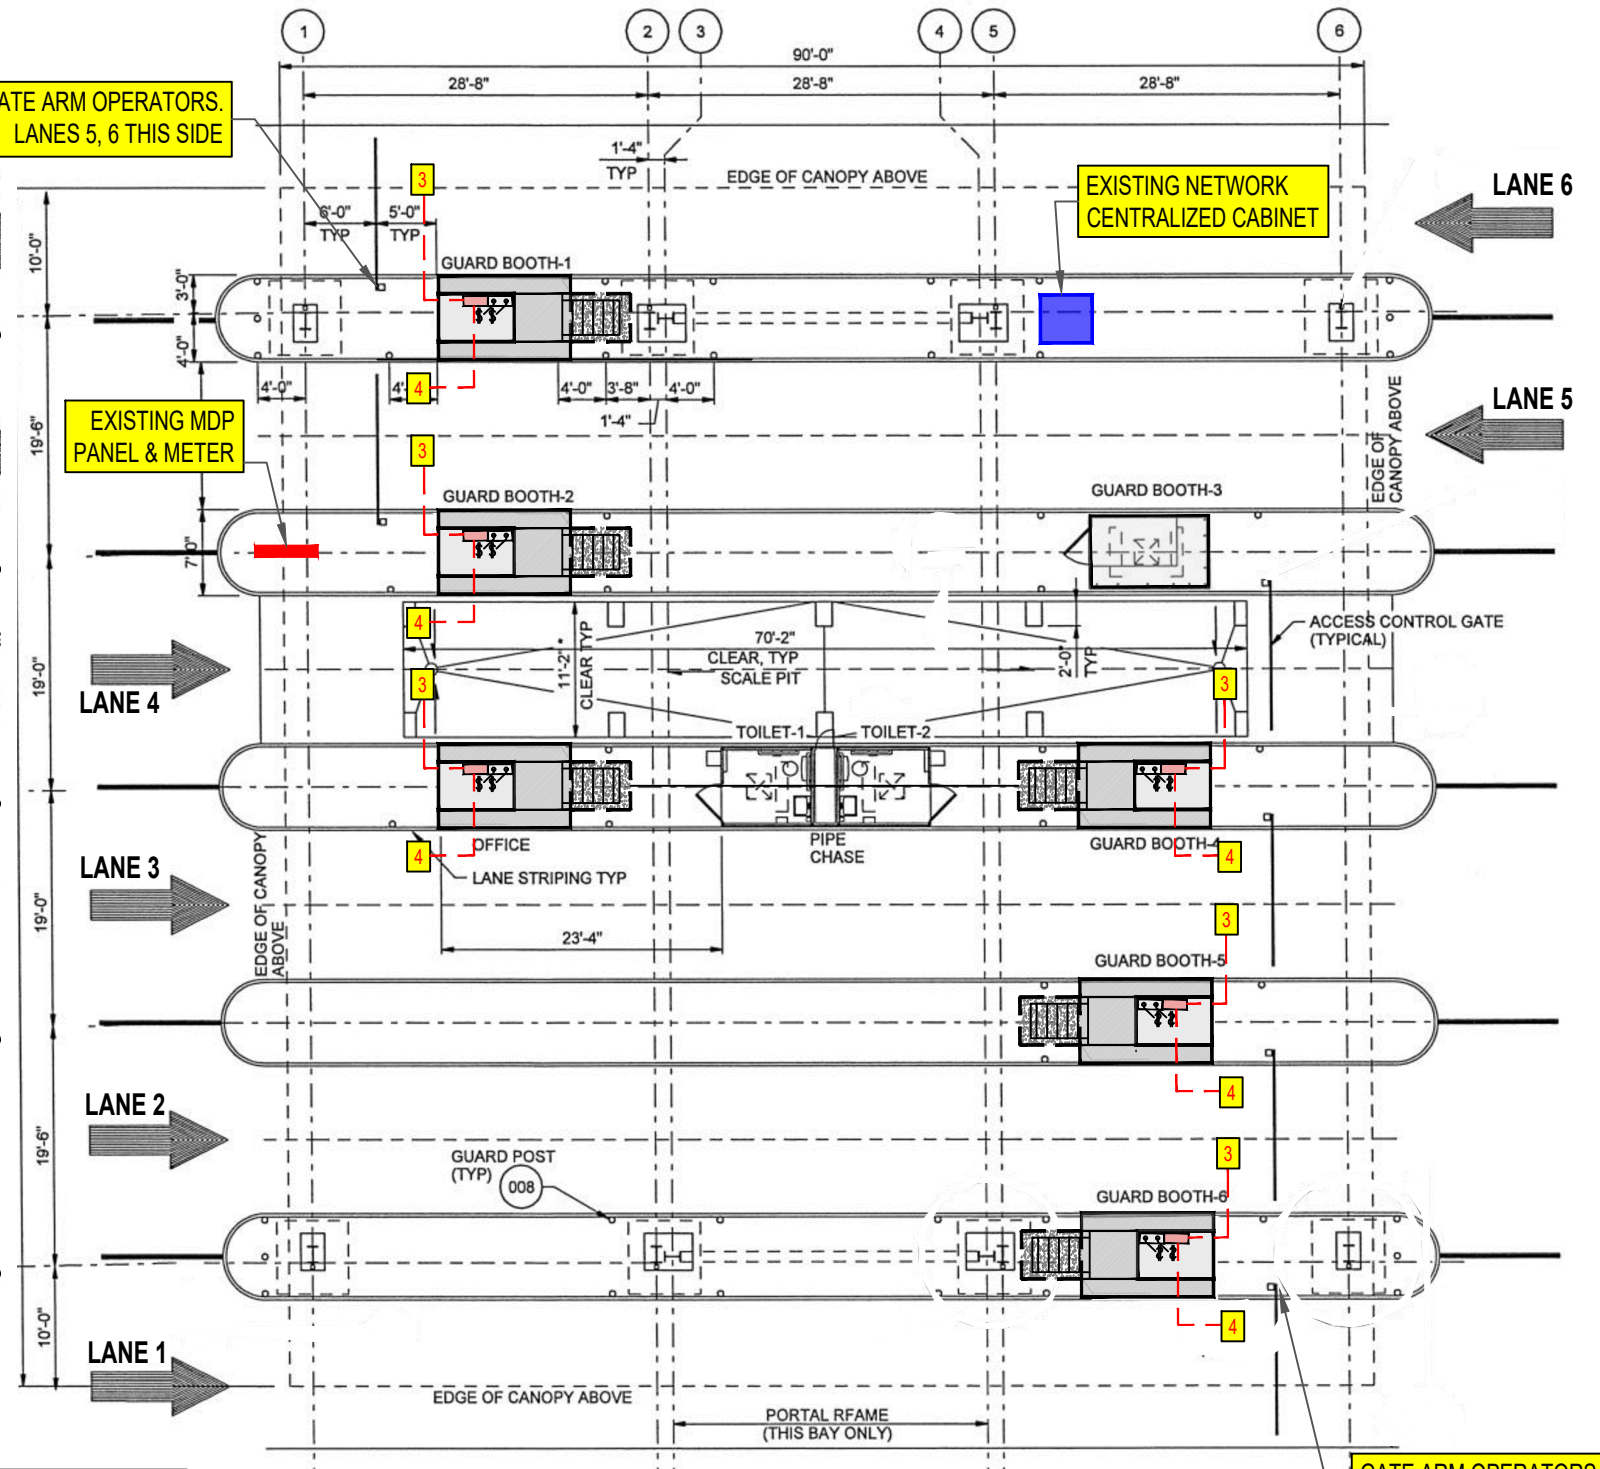 1
2
3
4
5
6
90'-0"
28'-8"
28'-8"
28'-8"
ATE ARM OPERATORS.
LANES 5, 6 THIS SIDE
1'-4"
TYP
EDGE OF CANOPY ABOVE
EXISTING NETWORK
CENTRALIZED CABINET
LANE 6
3
6'-0"
TYP
5'-0"
TYP
10'-0"
3'-0"
4'-0"
GUARD BOOTH-1
4
4'-0"
4'-
4'-0"
3'-8"
4'-0"
1'-4"
LANE 5
EDGE OF
CANOPY ABOVE
EXISTING MDP
PANEL & METER
19'-6"
3
GUARD BOOTH-2
GUARD BOOTH-3
7'-0"
4
ACCESS CONTROL GATE
(TYPICAL)
70'-2"
CLEAR, TYP
SCALE PIT
11'-2"*
CLEAR TYP
2'-0"
TYP
19'-0"
LANE 4
3
3
TOILET-1
TOILET-2
OFFICE
4
PIPE
CHASE
GUARD BOOTH-4
4
LANE STRIPING TYP
LANE 3
EDGE OF CANOPY
ABOVE
19'-0"
23'-4"
3
GUARD BOOTH-5
4
LANE 2
19'-6"
GUARD POST
(TYP)
008
3
GUARD BOOTH-6
4
10'-0"
LANE 1
EDGE OF CANOPY ABOVE
PORTAL RFAME
(THIS BAY ONLY)
GATE ARM OPERATORS